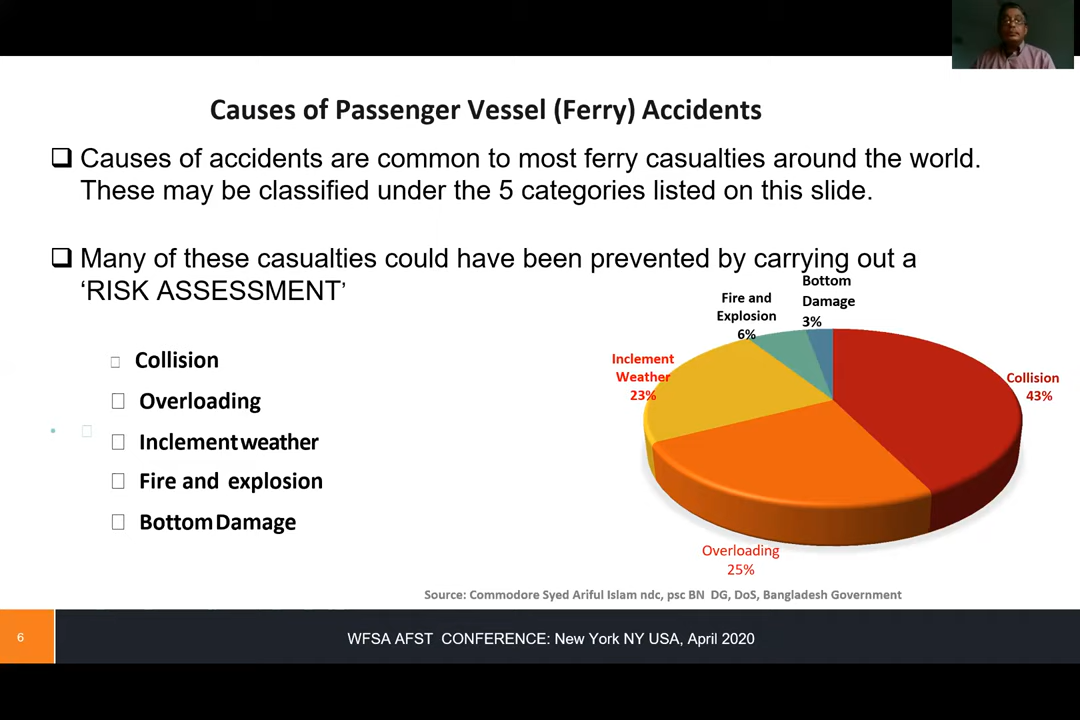 Causes of Passenger Vessel (Ferry) Accidents
Causes of accidents are common to most ferry casualties around the world.
These may be classified under the 5 categories listed on this slide.
Many of these casualties could have been prevented by carrying out a
‘RISK ASSESSMENT’
Collision
Overloading
Inclement weather
Fire and explosion
Bottom Damage
Bottom
Damage
3%
Fire and
Explosion
6%
Inclement
Weather
23%
Collision
43%
Overloading
25%
Source: Commodore Syed Ariful Islam ndc, psc BN DG, DoS, Bangladesh Government
6
WFSA AFST CONFERENCE: New York NY USA, April 2020